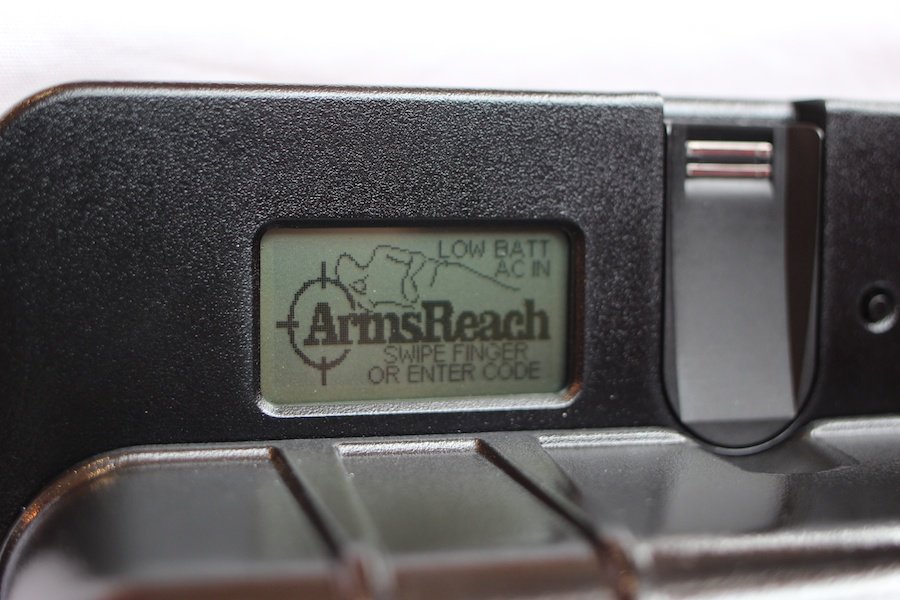 LOW BATT
AC IN
ArmsReach
SWIPE FINGER
OR ENTER CODE